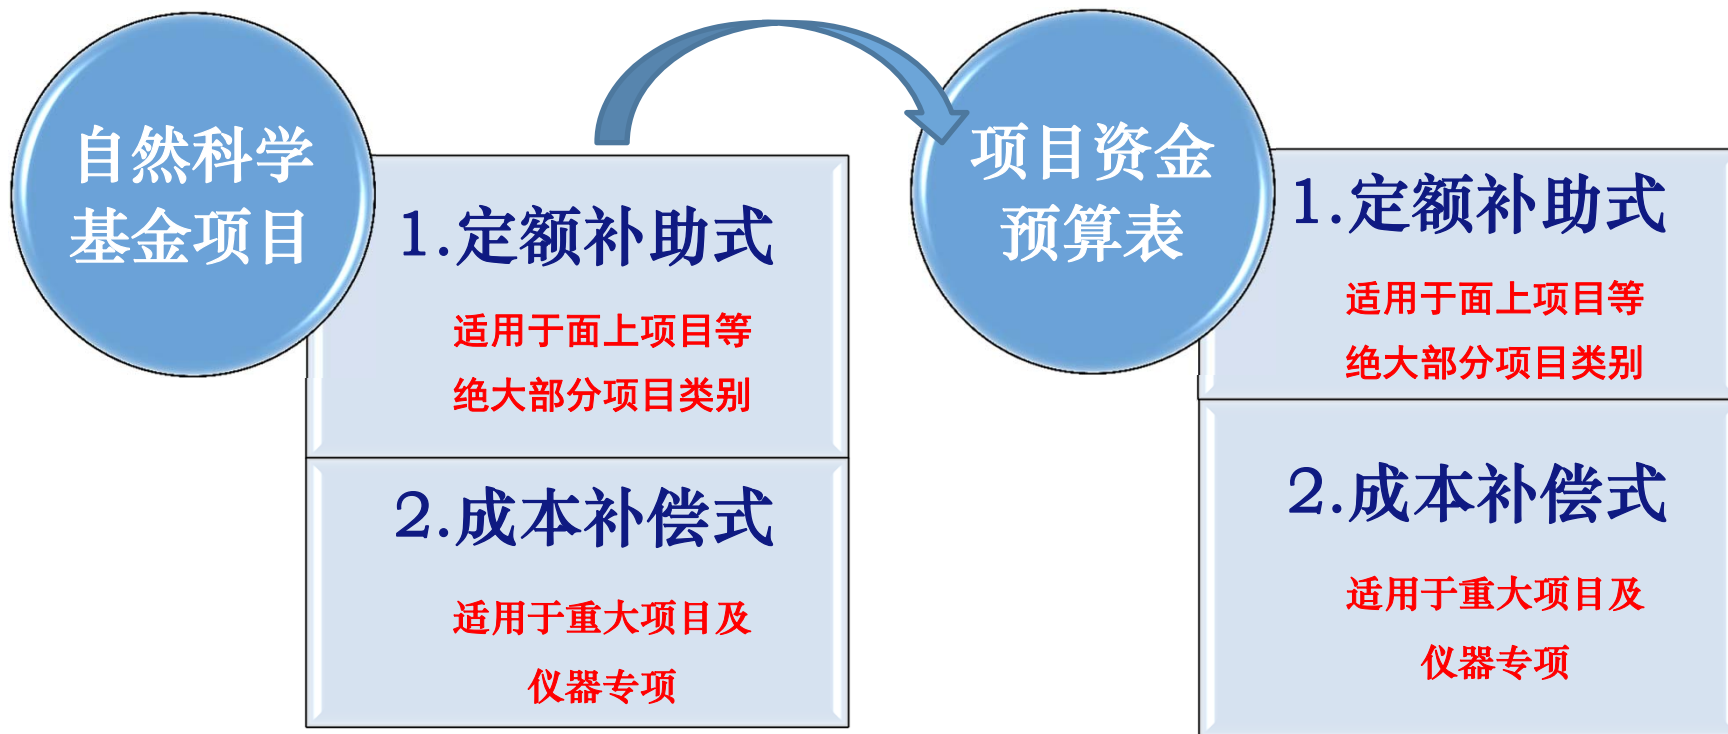 自然科学
基金项目
1.定额补助式
适用于面上项目等
绝大部分项目类别
2.成本补偿式
适用于重大项目及
仪器专项
项目资金
预算表
1.定额补助式
适用于面上项目等
绝大部分项目类别
2.成本补偿式
适用于重大项目及
仪器专项